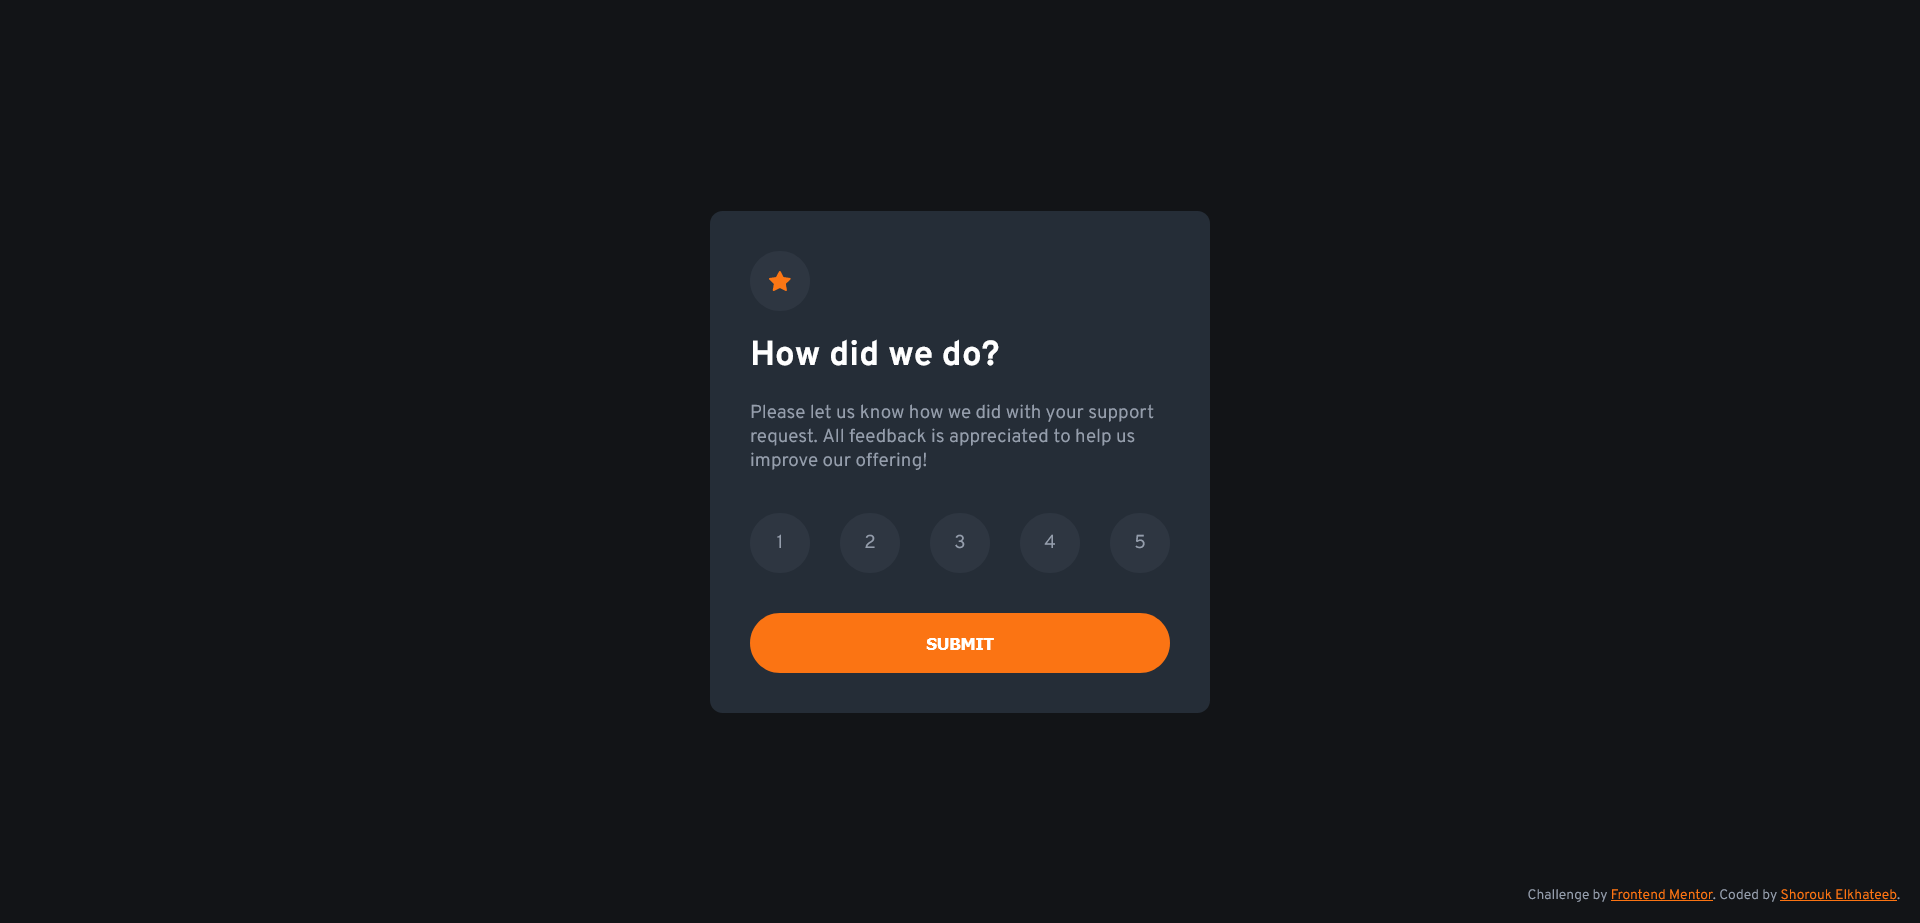 How did we do?
Please let us know how we did with your support
request. All feedback is appreciated to help us
improve our offering!
1 2 3 4 5
SUBMIT
Challenge by Frontend Mentor. Coded by Shorouk Elkhateeb.